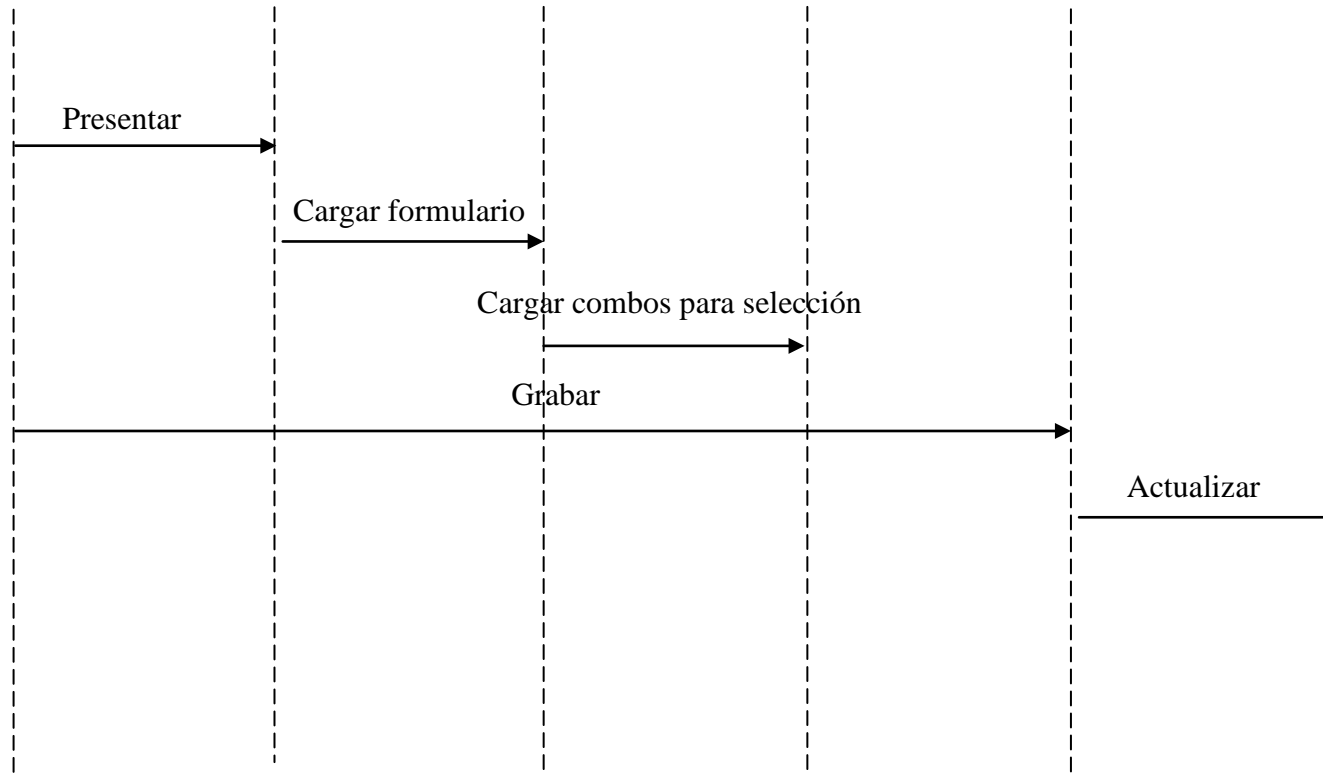 Presentar
Cargar formulario
Cargar combos para selección
Grabar
Actualizar